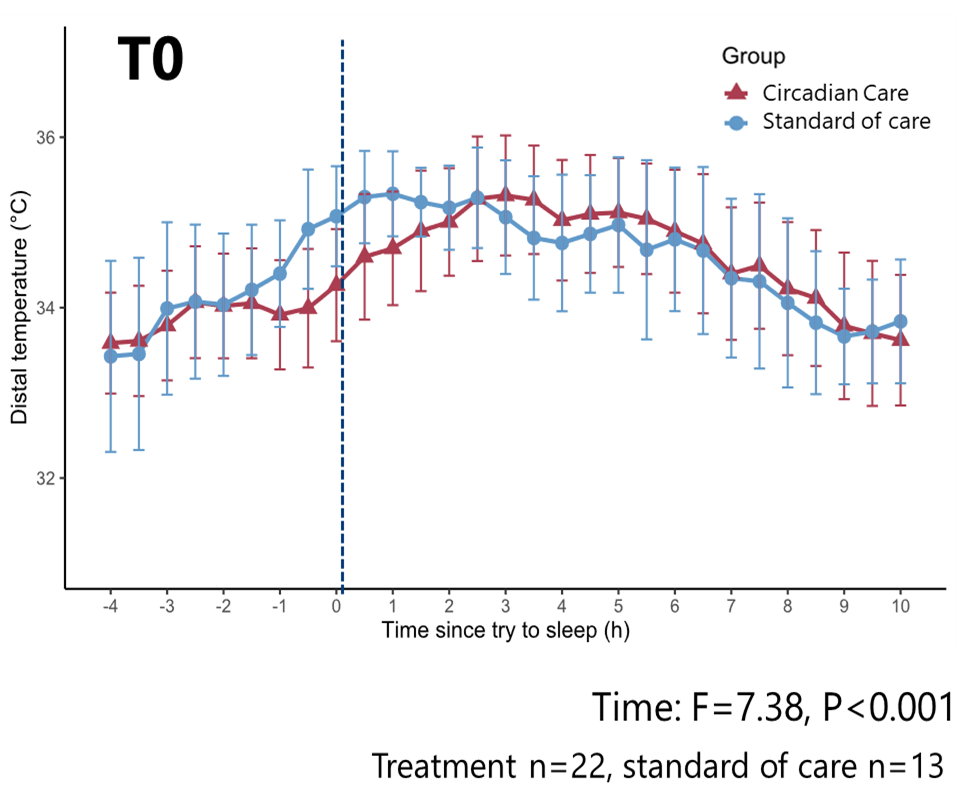 T0
Group
Circadian Care
Standard of care
36
34
32
Distal temperature (°C)
-4 -3 -2 -1 0 1 2 3 4 5 6 7 8 9 10
Time since try to sleep (h)
Time: F=7.38, P<0.001
Treatment n=22, standard of care n=13